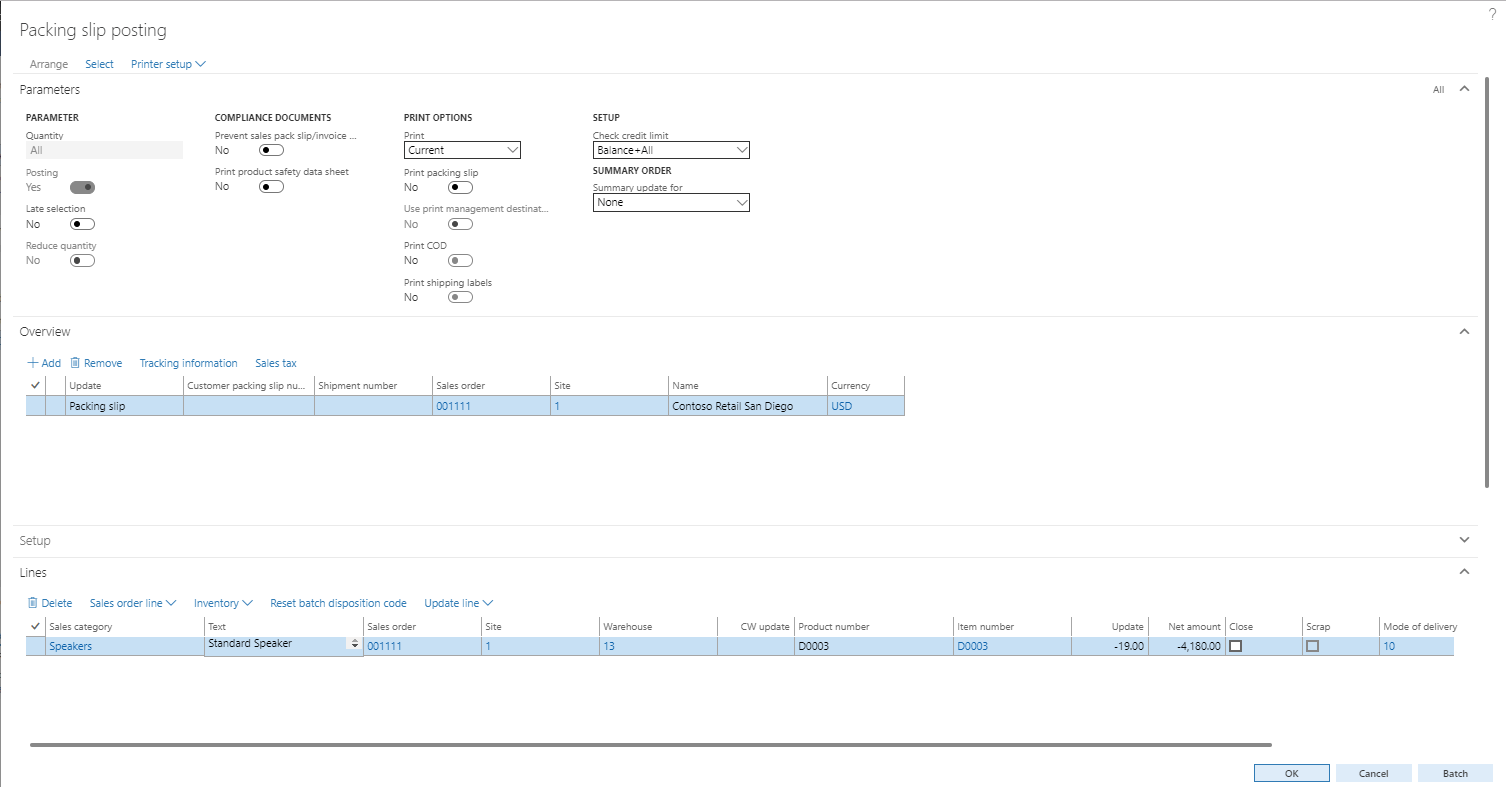 ?
Packing slip posting
Arrange Select Printer setup
Parameters All
PARAMETER COMPLIANCE DOCUMENTS PRINT OPTIONS SETUP
Quantity Prevent sales pack slip/invoice ... Print Check credit limit
All No Current Balance+All
Posting Print product safety data sheet Print packing slip SUMMARY ORDER
Yes No No Summary update for
Late selection Use print management destinat... None
No No
Reduce quantity Print COD
No No
Print shipping labels
No
Overview
Add Remove Tracking information Sales tax
Update Customer packing slip nu... Shipment number Sales order Site Name Currency
Packing slip 001111 1 Contoso Retail San Diego USD
Setup
Lines
Delete Sales order line Inventory Reset batch disposition code Update line
Sales category Text Sales order Site Warehouse CW update Product number Item number Update Net amount Close Scrap Mode of delivery
Speakers Standard Speaker 001111 1 13 D0003 D0003 -19.00 -4,180.00 10
OK Cancel Batch